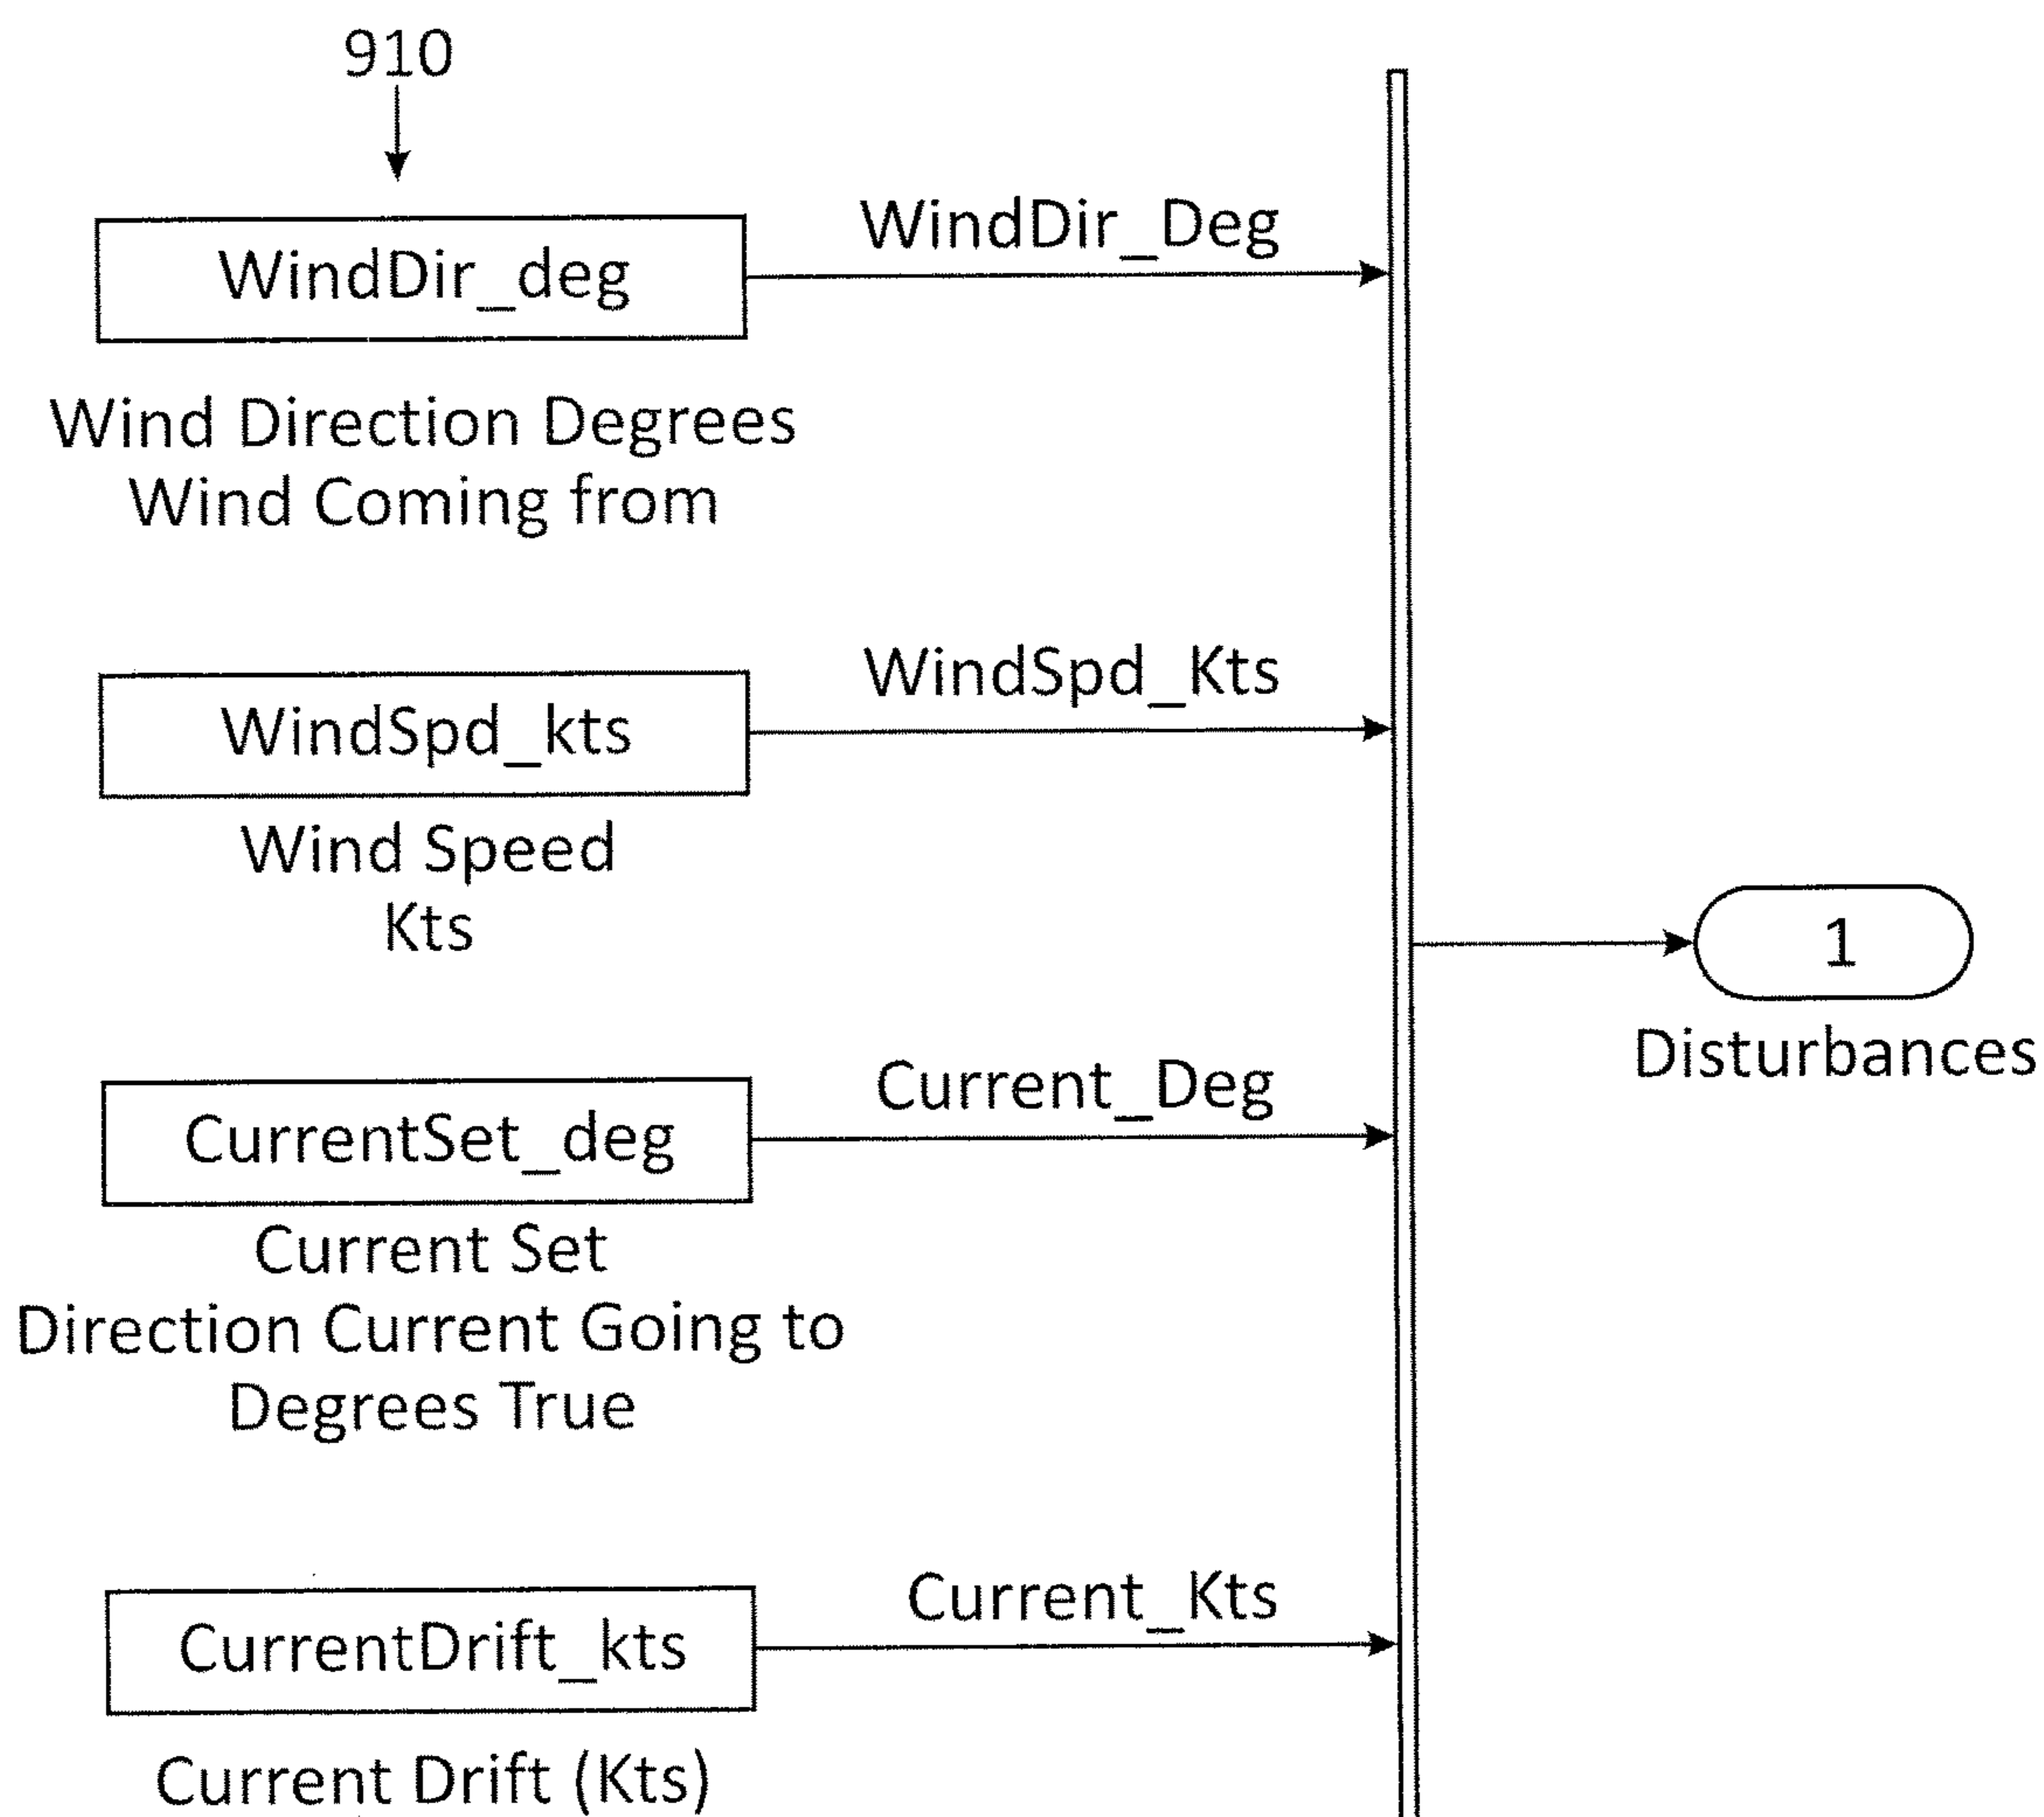 910
WindDir_deg
WindDir_Deg
Wind Direction Degrees
Wind Coming from
WindSpd_kts
WindSpd_Kts
Wind Speed
Kts
1
Disturbances
CurrentSet_deg
Current_Deg
Current Set
Direction Current Going to
Degrees True
CurrentDrift_kts
Current_Kts
Current Drift (Kts)